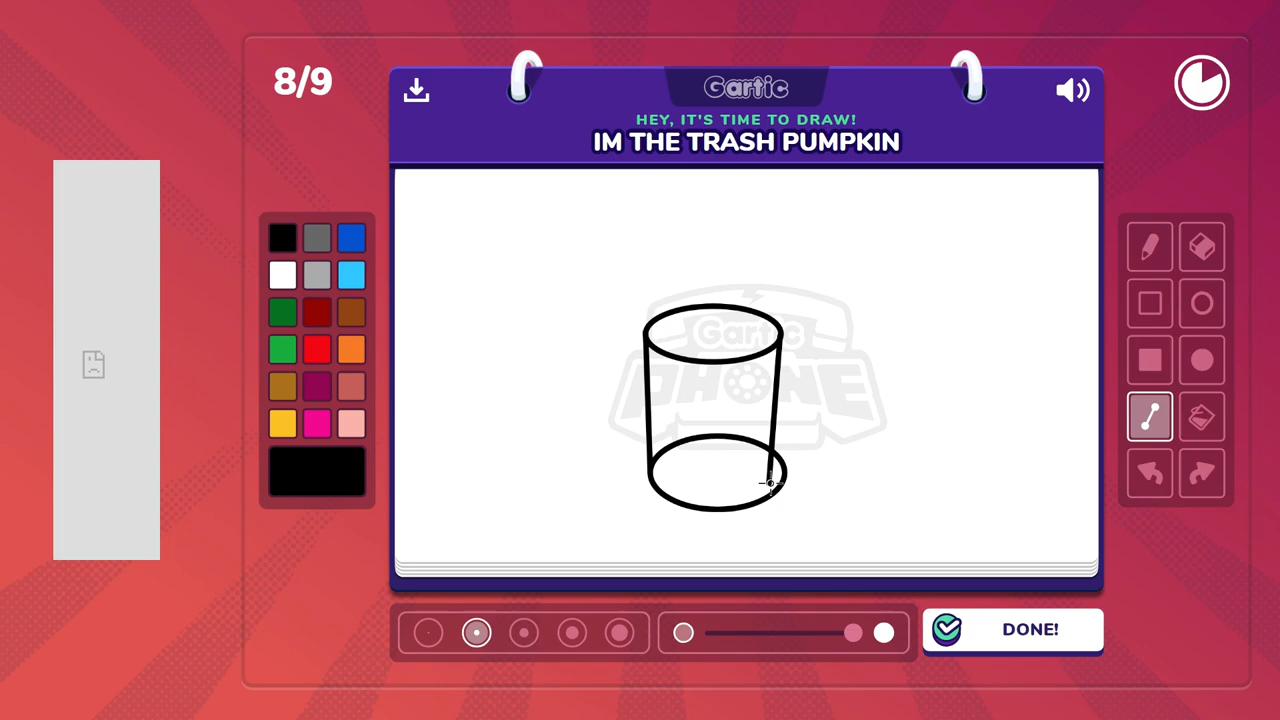 8/9
Gartic
HEY, IT'S TIME TO DRAW!
IM THE TRASH PUMPKIN
Gartic
PHONE
DONE!